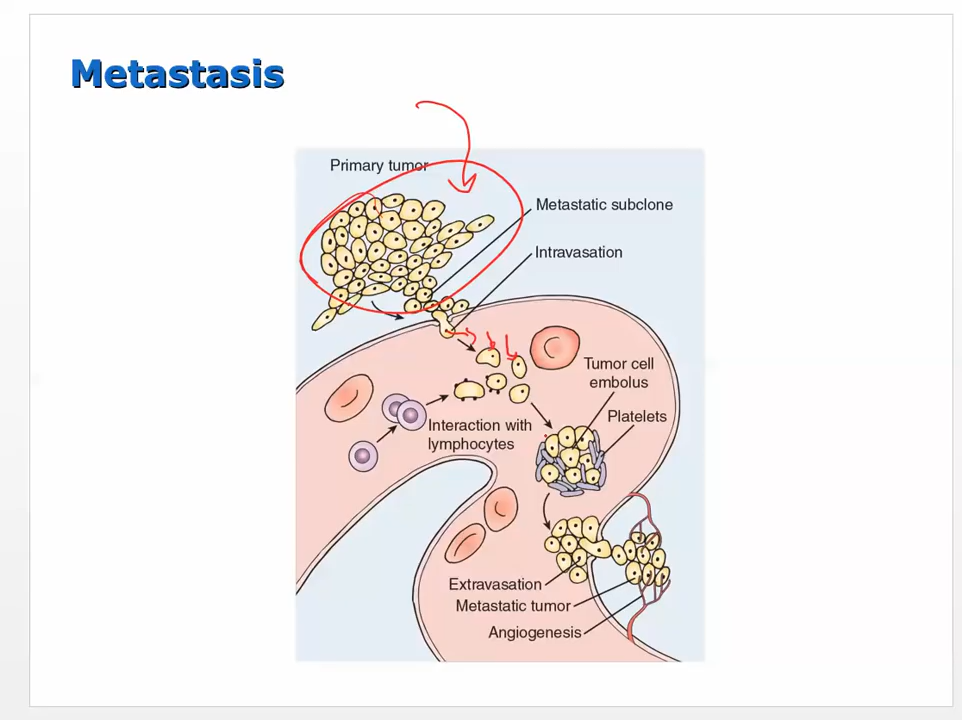 Metastasis
Primary tumor
Metastatic subclone
Intravasation
Tumor cell
embolus
Platelets
Interaction with
lymphocytes
Extravasation
Metastatic tumor
Angiogenesis